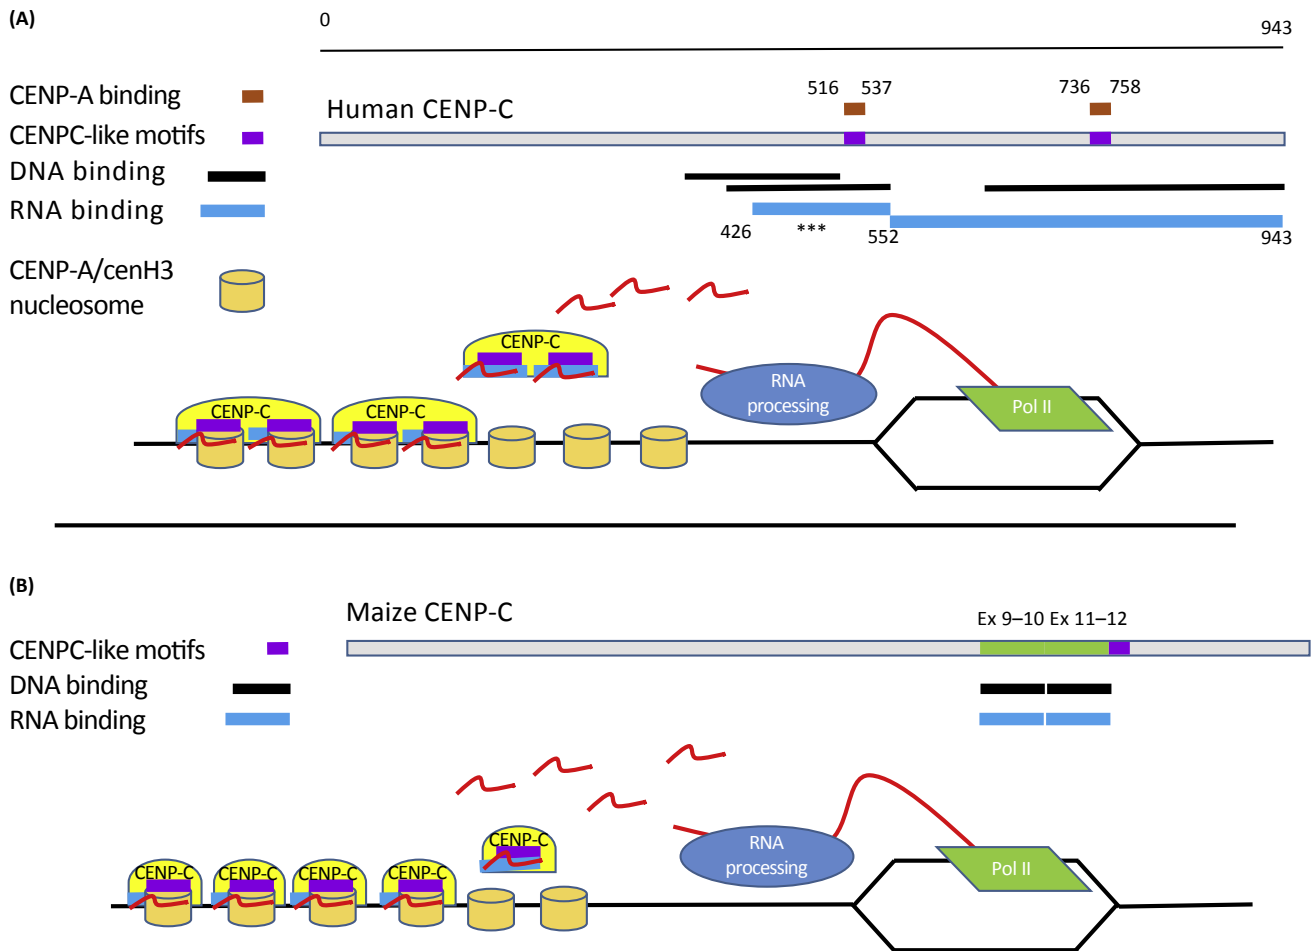 (A)
0
943
CENP-A binding
516 537
736 758
Human CENP-C
CENPC-like motifs
DNA binding
RNA binding
426
***
552
943
CENP-A/cenH3
nucleosome
CENP-C
RNA
processing
Pol II
CENP-C
CENP-C
(B)
Maize CENP-C
Ex 9–10 Ex 11–12
CENPC-like motifs
DNA binding
RNA binding
CENP-C
RNA
processing
Pol II
CENP-C
CENP-C
CENP-C
CENP-C